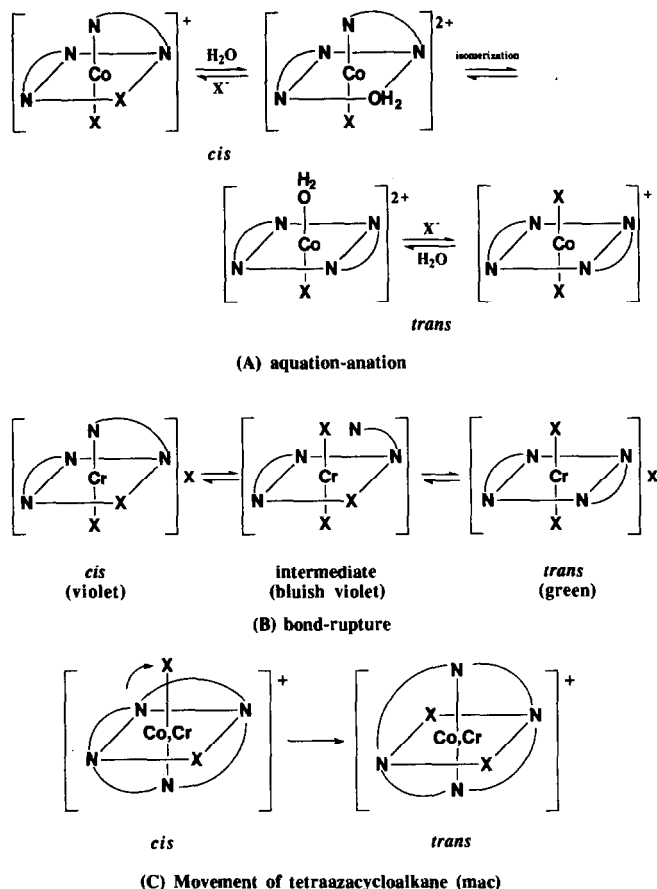 N
+
N N
Co
N X
X
H₂O
X⁻
N
2+
N N
Co
N OH₂
X
isomerization
cis
H₂
O
2+
N N
Co
N N
X
X⁻
H₂O
X
+
N N
Co
N N
X
trans
(A) aquation-anation
N
N N
Cr
N X
X
X
X N
N N
Cr
N X
X
X
N N
Cr
N N
X
X
cis
(violet)
intermediate
(bluish violet)
trans
(green)
(B) bond-rupture
X
+
N N
Co,Cr
N X
N
N
+
X N
Co,Cr
N X
N
cis
trans
(C) Movement of tetraazacycloalkane (mac)